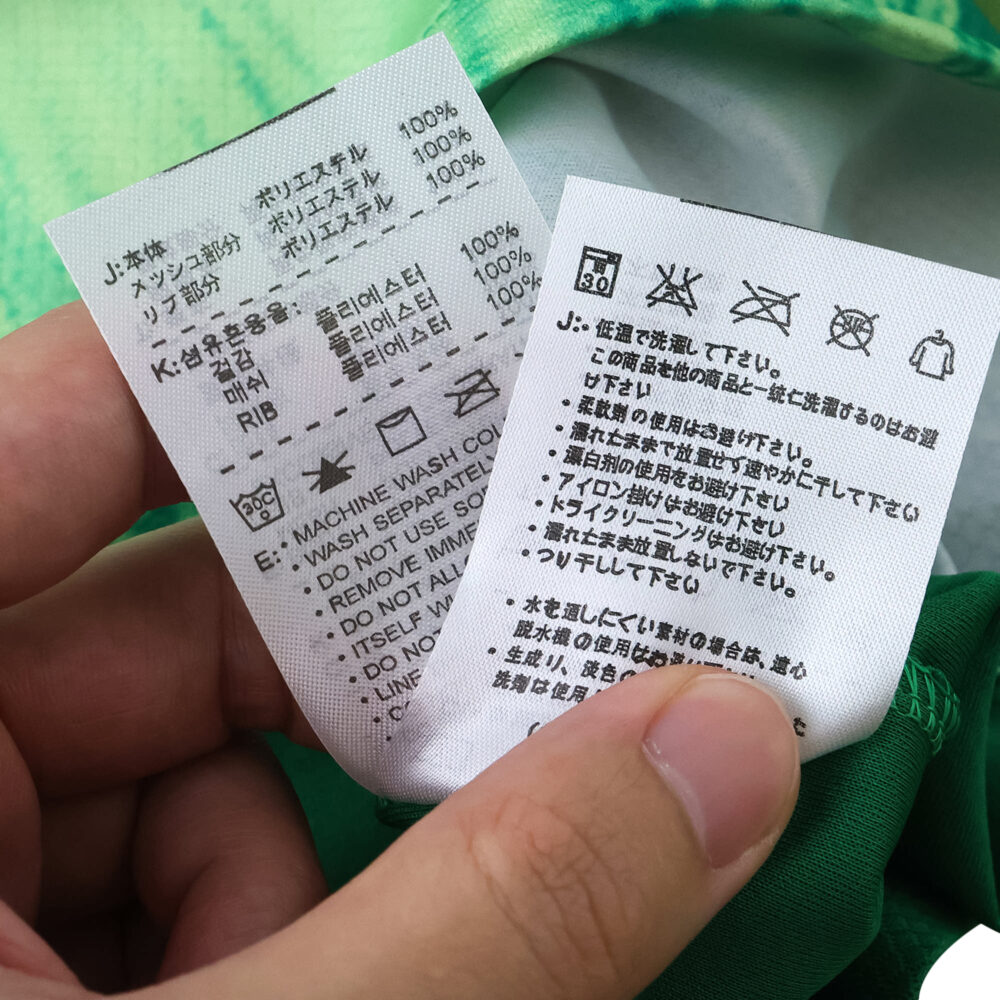 J:本体 ポリエステル 100%
メッシュ部分 ポリエステル 100%
リブ部分 ポリエステル 100%
K:섬유혼용율: 폴리에스터 100%
겉감 폴리에스터 100%
매쉬 폴리에스터 100%
RIB
30C
E:• MACHINE WASH COL
• WASH SEPARATELY
DO NOT USE SO
• REMOVE IMME
• DO NOT ALLO
• ITSELF W
• DO NOT
• LINE
30
J:• 低温で洗濯して下さい。
この商品を他の商品と一統仁洗濯するのはお避
け下さい
• 柔軟剤の使用はお避け下さい。
• 濡れたままで放置せず速やかに干して下さい
• 漂白剤の使用をお避け下さい
• アイロン掛けはお避け下さい
• ドライクリーニングはお避け下さい。
• 濡れたまま放置しないで下さい。
• つり干しして下さい
• 水を通しにくい素材の場合は、遠心
脱水機の使用はお避け
• 生成り、淡色の
洗剤は使用